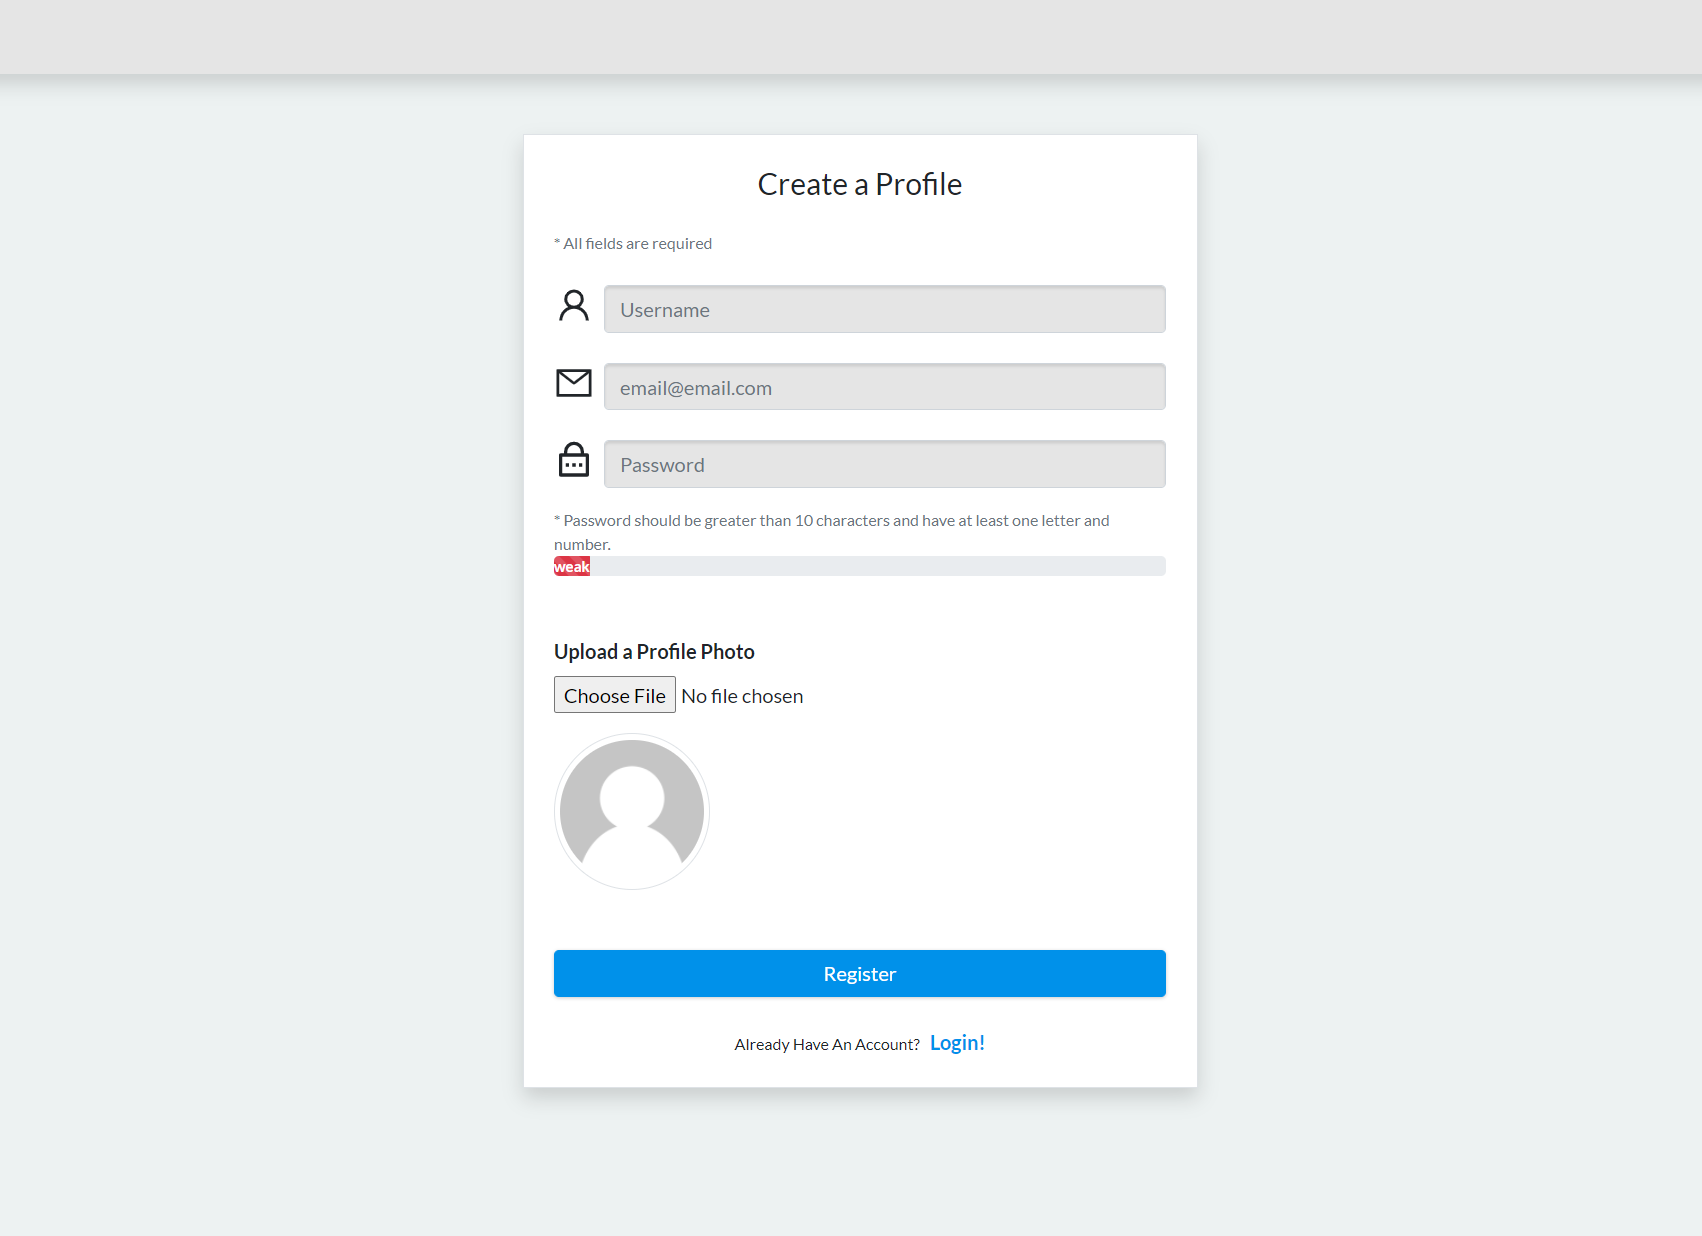 Create a Profile
* All fields are required
Username
email@email.com
Password
* Password should be greater than 10 characters and have at least one letter and
number.
weak
Upload a Profile Photo
Choose File No file chosen
Register
Already Have An Account? Login!